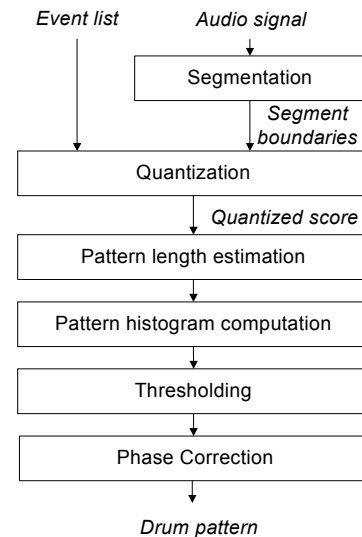 Event list
Audio signal
Segmentation
Segment
boundaries
Quantization
Quantized score
Pattern length estimation
Pattern histogram computation
Thresholding
Phase Correction
Drum pattern